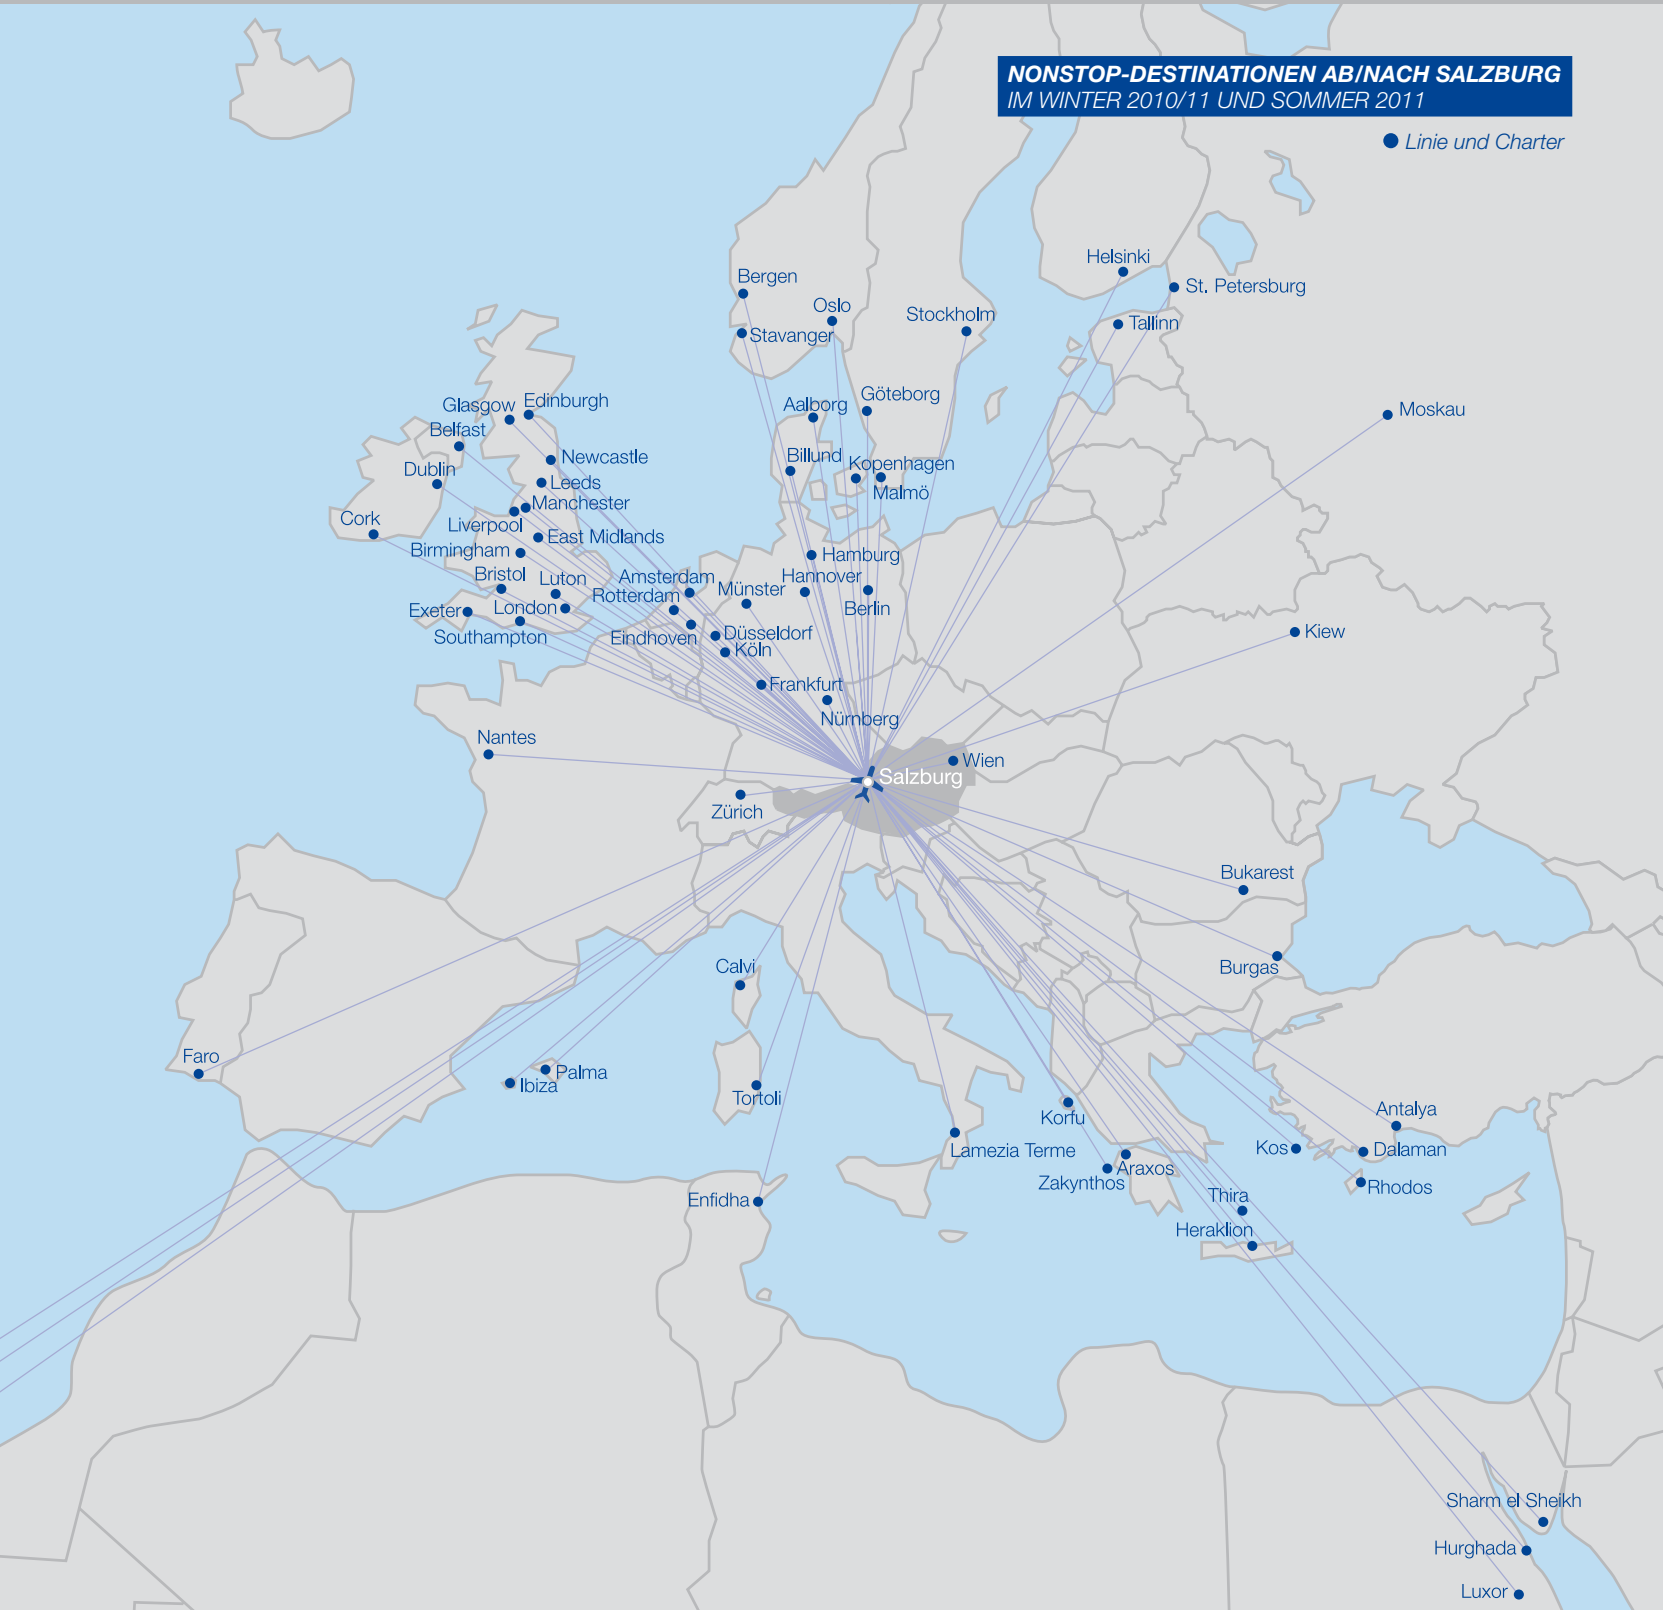 NONSTOP-DESTINATIONEN AB/NACH SALZBURG
IM WINTER 2010/11 UND SOMMER 2011
Linie und Charter
Helsinki
Bergen
St. Petersburg
Oslo
Stockholm
Tallinn
Stavanger
Göteborg
Edinburgh
Glasgow
Aalborg
Moskau
Belfast
Newcastle
Billund
Kopenhagen
Dublin
Leeds
Malmö
Manchester
Cork
Liverpool
East Midlands
Birmingham
Hamburg
Bristol
Luton
Amsterdam
Hannover
Münster
Rotterdam
Exeter
London
Berlin
Southampton
Eindhoven
Düsseldorf
Kiew
Köln
Frankfurt
Nürnberg
Nantes
Wien
Salzburg
Zürich
Bukarest
Calvi
Burgas
Faro
Palma
Ibiza
Tortoli
Korfu
Antalya
Lamezia Terme
Kos
Dalaman
Araxos
Zakynthos
Rhodos
Enfidha
Thira
Heraklion
Sharm el Sheikh
Hurghada
Luxor